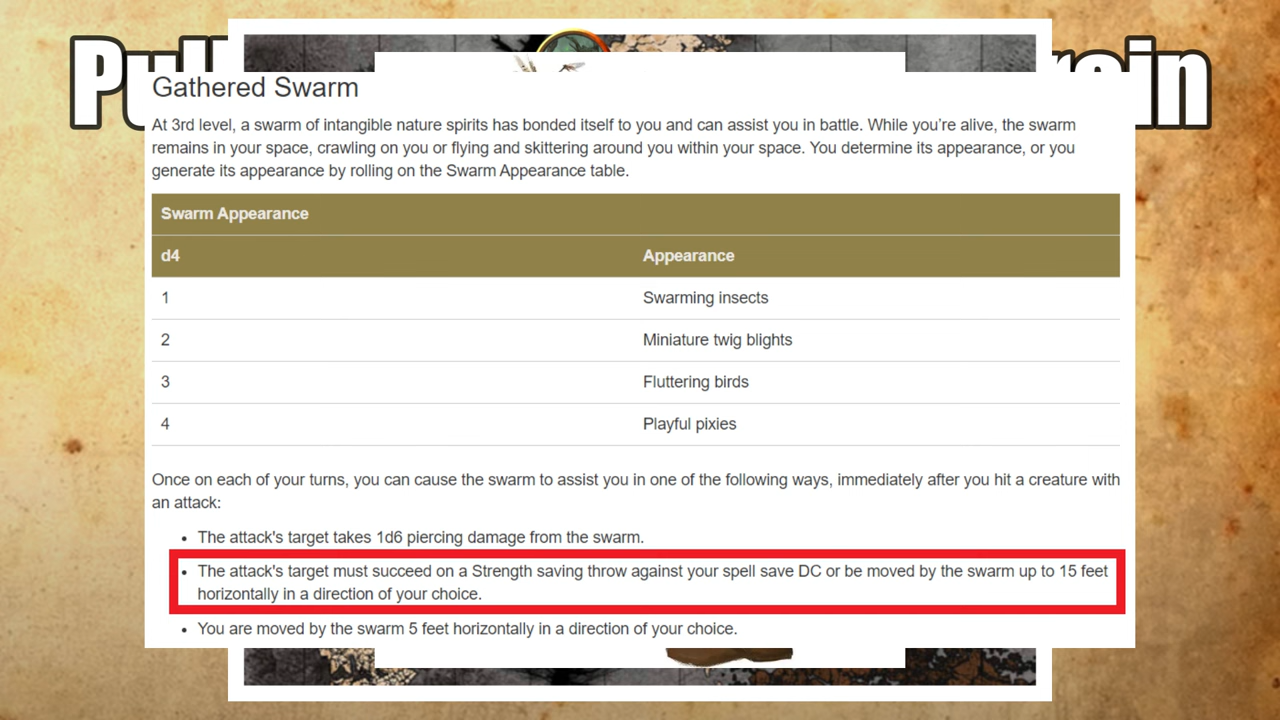 Gathered Swarm
At 3rd level, a swarm of intangible nature spirits has bonded itself to you and can assist you in battle. While you're alive, the swarm
remains in your space, crawling on you or flying and skittering around you within your space. You determine its appearance, or you
generate its appearance by rolling on the Swarm Appearance table.
Swarm Appearance
d4 Appearance
1 Swarming insects
2 Miniature twig blights
3 Fluttering birds
4 Playful pixies
Once on each of your turns, you can cause the swarm to assist you in one of the following ways, immediately after you hit a creature with
an attack:
• The attack's target takes 1d6 piercing damage from the swarm.
• The attack's target must succeed on a Strength saving throw against your spell save DC or be moved by the swarm up to 15 feet
horizontally in a direction of your choice.
• You are moved by the swarm 5 feet horizontally in a direction of your choice.